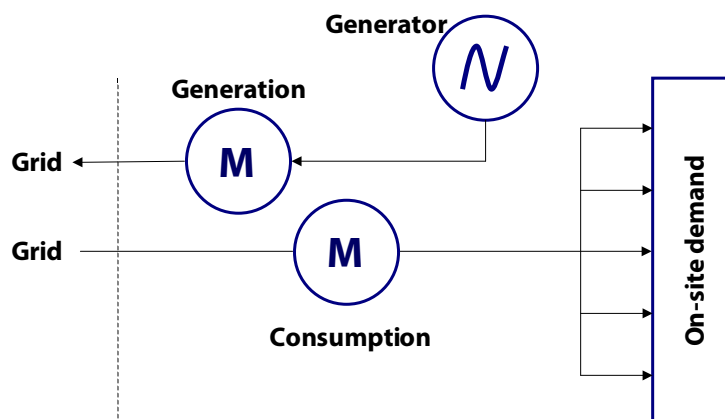 Generator
Generation
M
Grid
Grid
M
Consumption
On-site demand